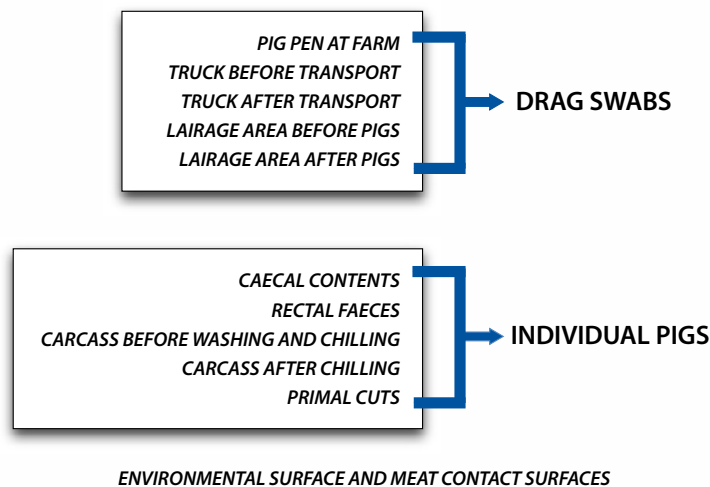 PIG PEN AT FARM
TRUCK BEFORE TRANSPORT
TRUCK AFTER TRANSPORT
LAIRAGE AREA BEFORE PIGS
LAIRAGE AREA AFTER PIGS
DRAG SWABS
CAECAL CONTENTS
RECTAL FAECES
CARCASS BEFORE WASHING AND CHILLING
CARCASS AFTER CHILLING
PRIMAL CUTS
INDIVIDUAL PIGS
ENVIRONMENTAL SURFACE AND MEAT CONTACT SURFACES